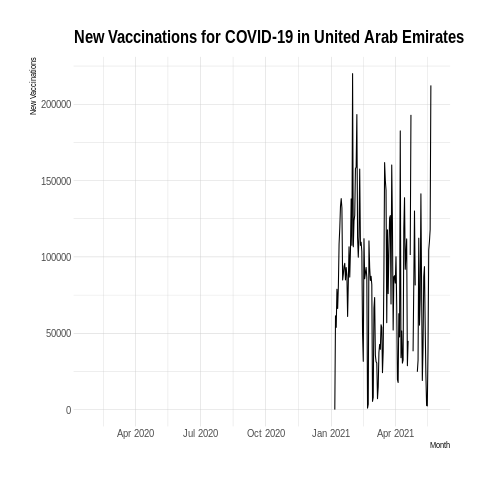 New Vaccinations for COVID-19 in United Arab Emirates
New Vaccinations
200000
150000
100000
50000
0
Apr 2020
Jul 2020
Oct 2020
Jan 2021
Apr 2021
Month